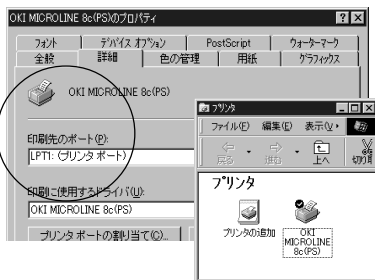 OKI MICROLINE 8c(PS)のプロパティ
フォント
デバイス オプション
PostScript
ウォーターマーク
全般
詳細
色の管理
用紙
グラフィックス
OKI MICROLINE 8c(PS)
印刷先のポート(P):
LPT1: (プリンタ ポート)
印刷に使用するドライバ(U):
OKI MICROLINE 8c(PS)
プリンタ ポートの割り当て(C)...
プリンタ
ファイル(F) 編集(E) 表示(V)
戻る
進む
上へ
切り取り
プリンタ
プリンタの追加
OKI
MICROLINE
8c(PS)